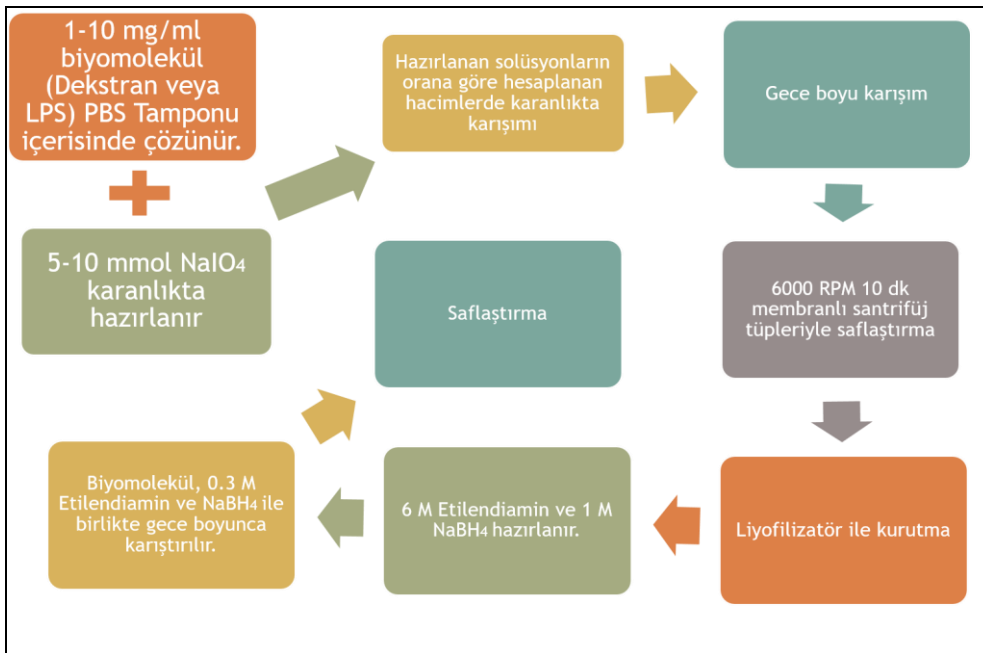 1-10 mg/ml
biyomolekül
(Dekstran veya
LPS) PBS Tamponu
içerisinde çözünür.
5-10 mmol NaIO₄
karanlıkta
hazırlanır
Hazırlanan solüsyonların
orana göre hesaplanan
hacimlerde karanlıkta
karışımı
Gece boyu karışım
6000 RPM 10 dk
membranlı santrifüj
tüpleriyle saflaştırma
Liyofilizatör ile kurutma
6 M Etilendiamin ve 1 M
NaBH₄ hazırlanır.
Biyomolekül, 0.3 M
Etilendiamin ve NaBH₄ ile
birlikte gece boyunca
karıştırılır.
Saflaştırma